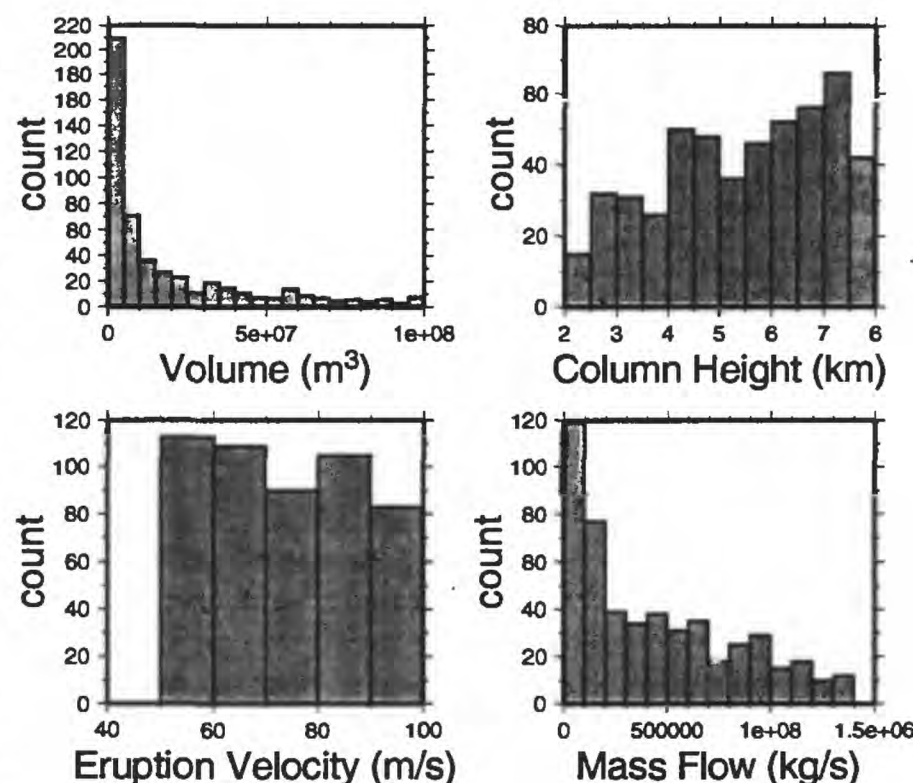 220
200
180
160
140
120
100
80
60
40
20
0
count
0 5e+07 1e+08
Volume (m³)
80
80
40
20
0
count
2 3 4 5 6 7 6
Column Height (km)
120
100
80
60
40
20
0
count
40 60 80 100
Eruption Velocity (m/s)
120
100
80
60
40
20
0
count
0 500000 1e+08 1.5e+06
Mass Flow (kg/s)